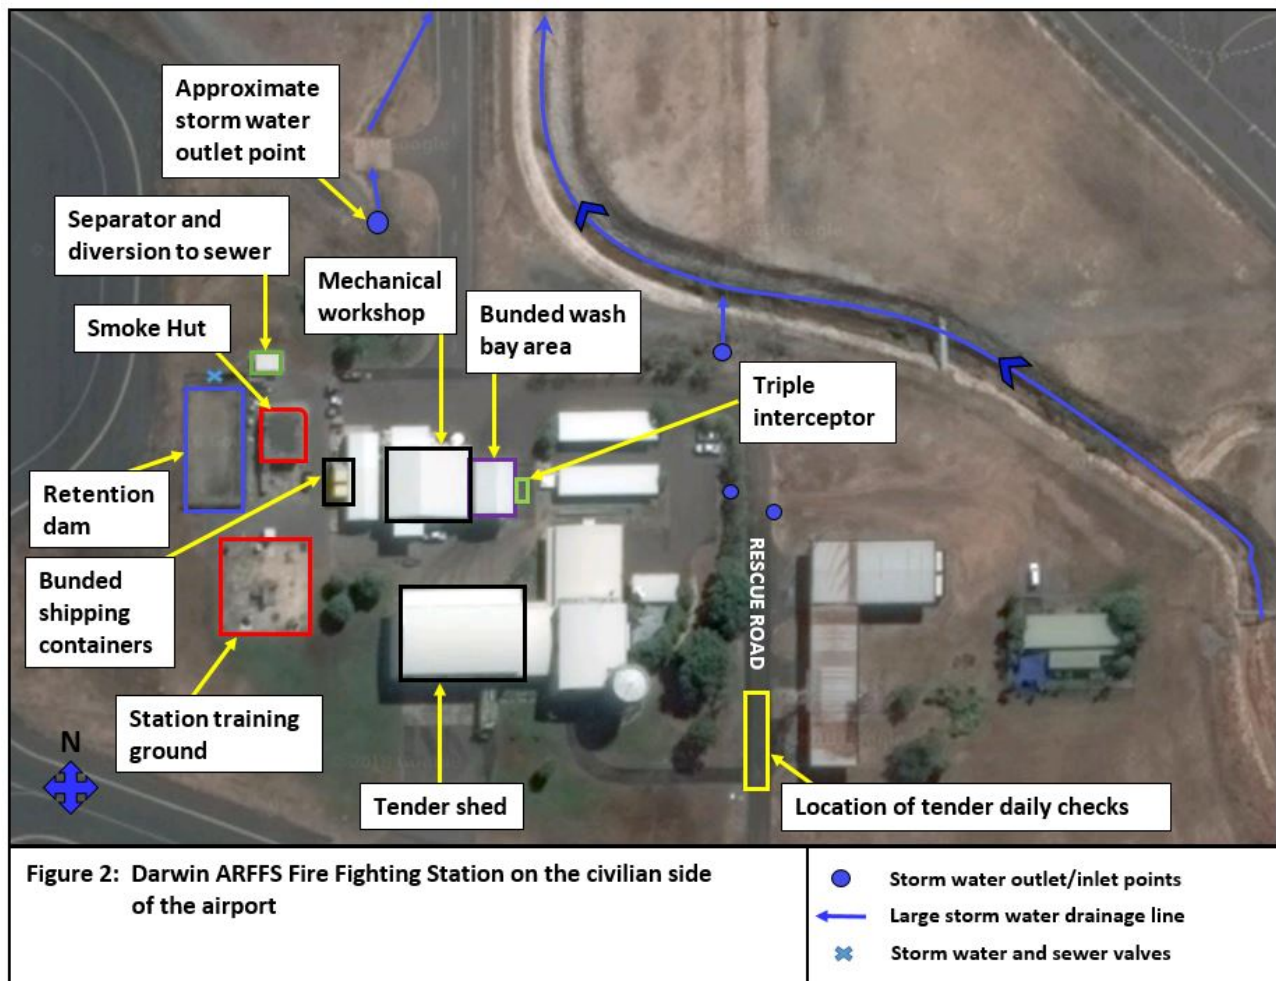 Approximate
storm water
outlet point
Separator and
diversion to sewer
Mechanical
workshop
Bunded wash
bay area
Smoke Hut
Triple
interceptor
Retention
dam
Bunded
shipping
containers
RESCUE ROAD
Station training
ground
N
Tender shed
Location of tender daily checks
Figure 2: Darwin ARFFS Fire Fighting Station on the civilian side
of the airport
Storm water outlet/inlet points
Large storm water drainage line
Storm water and sewer valves